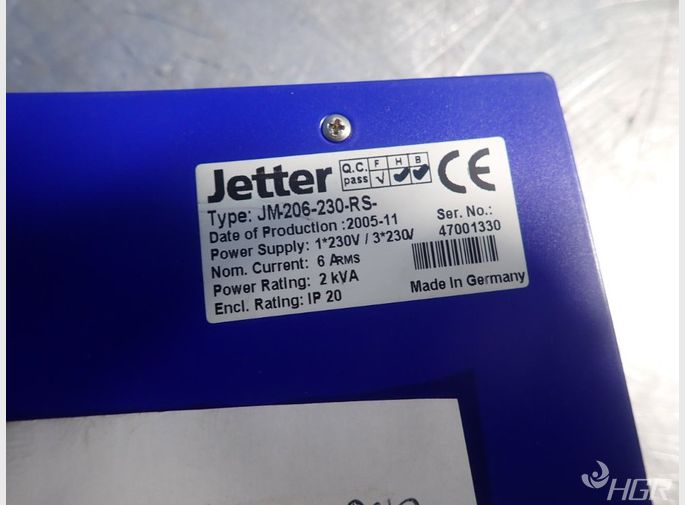 Jetter
Q.C. F H B
pass √ ✓ ✓
CE
Type: JM-206-230-RS-
Date of Production :2005-11
Power Supply: 1*230V / 3*230V
Nom. Current: 6 ARMS
Power Rating: 2 kVA
Encl. Rating: IP 20
Ser. No.:
47001330
Made in Germany
HGR